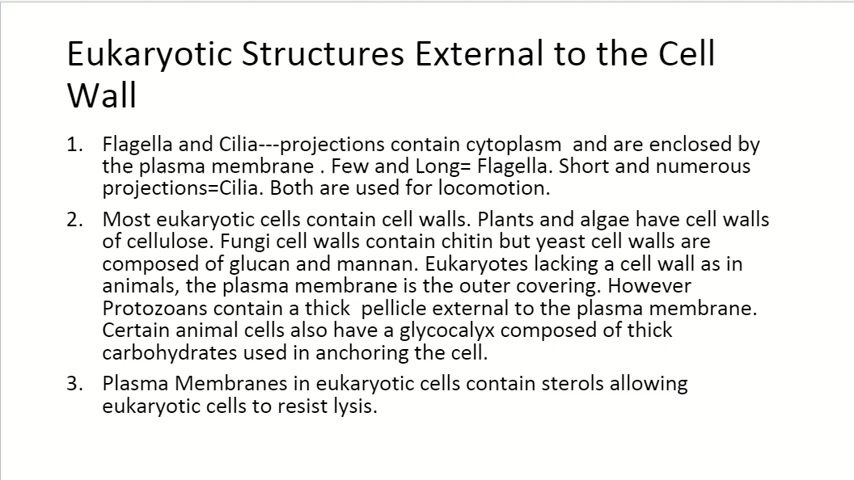 Eukaryotic Structures External to the Cell
Wall
1. Flagella and Cilia---projections contain cytoplasm and are enclosed by
the plasma membrane . Few and Long= Flagella. Short and numerous
projections=Cilia. Both are used for locomotion.
2. Most eukaryotic cells contain cell walls. Plants and algae have cell walls
of cellulose. Fungi cell walls contain chitin but yeast cell walls are
composed of glucan and mannan. Eukaryotes lacking a cell wall as in
animals, the plasma membrane is the outer covering. However
Protozoans contain a thick pellicle external to the plasma membrane.
Certain animal cells also have a glycocalyx composed of thick
carbohydrates used in anchoring the cell.
3. Plasma Membranes in eukaryotic cells contain sterols allowing
eukaryotic cells to resist lysis.